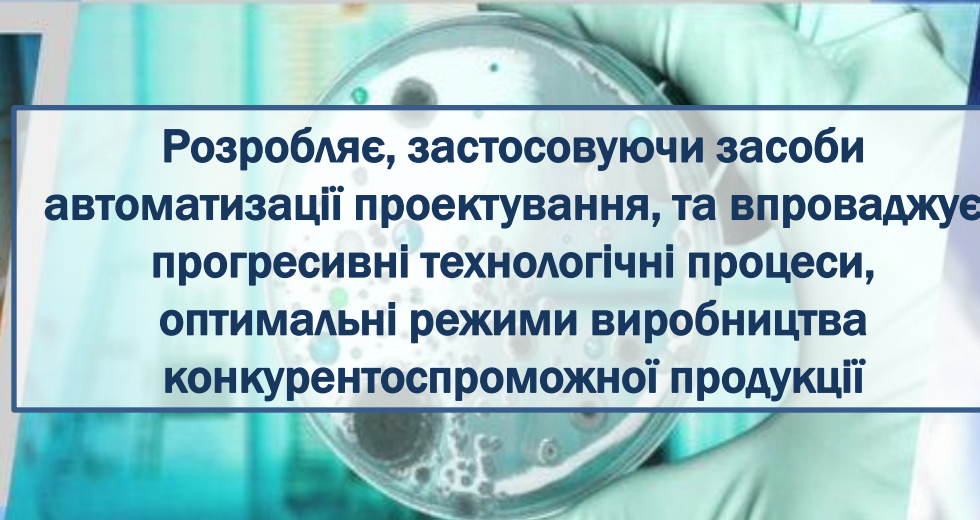 Розробляє, застосовуючи засоби
автоматизації проектування, та впроваджує
прогресивні технологічні процеси,
оптимальні режими виробництва
конкурентоспроможної продукції